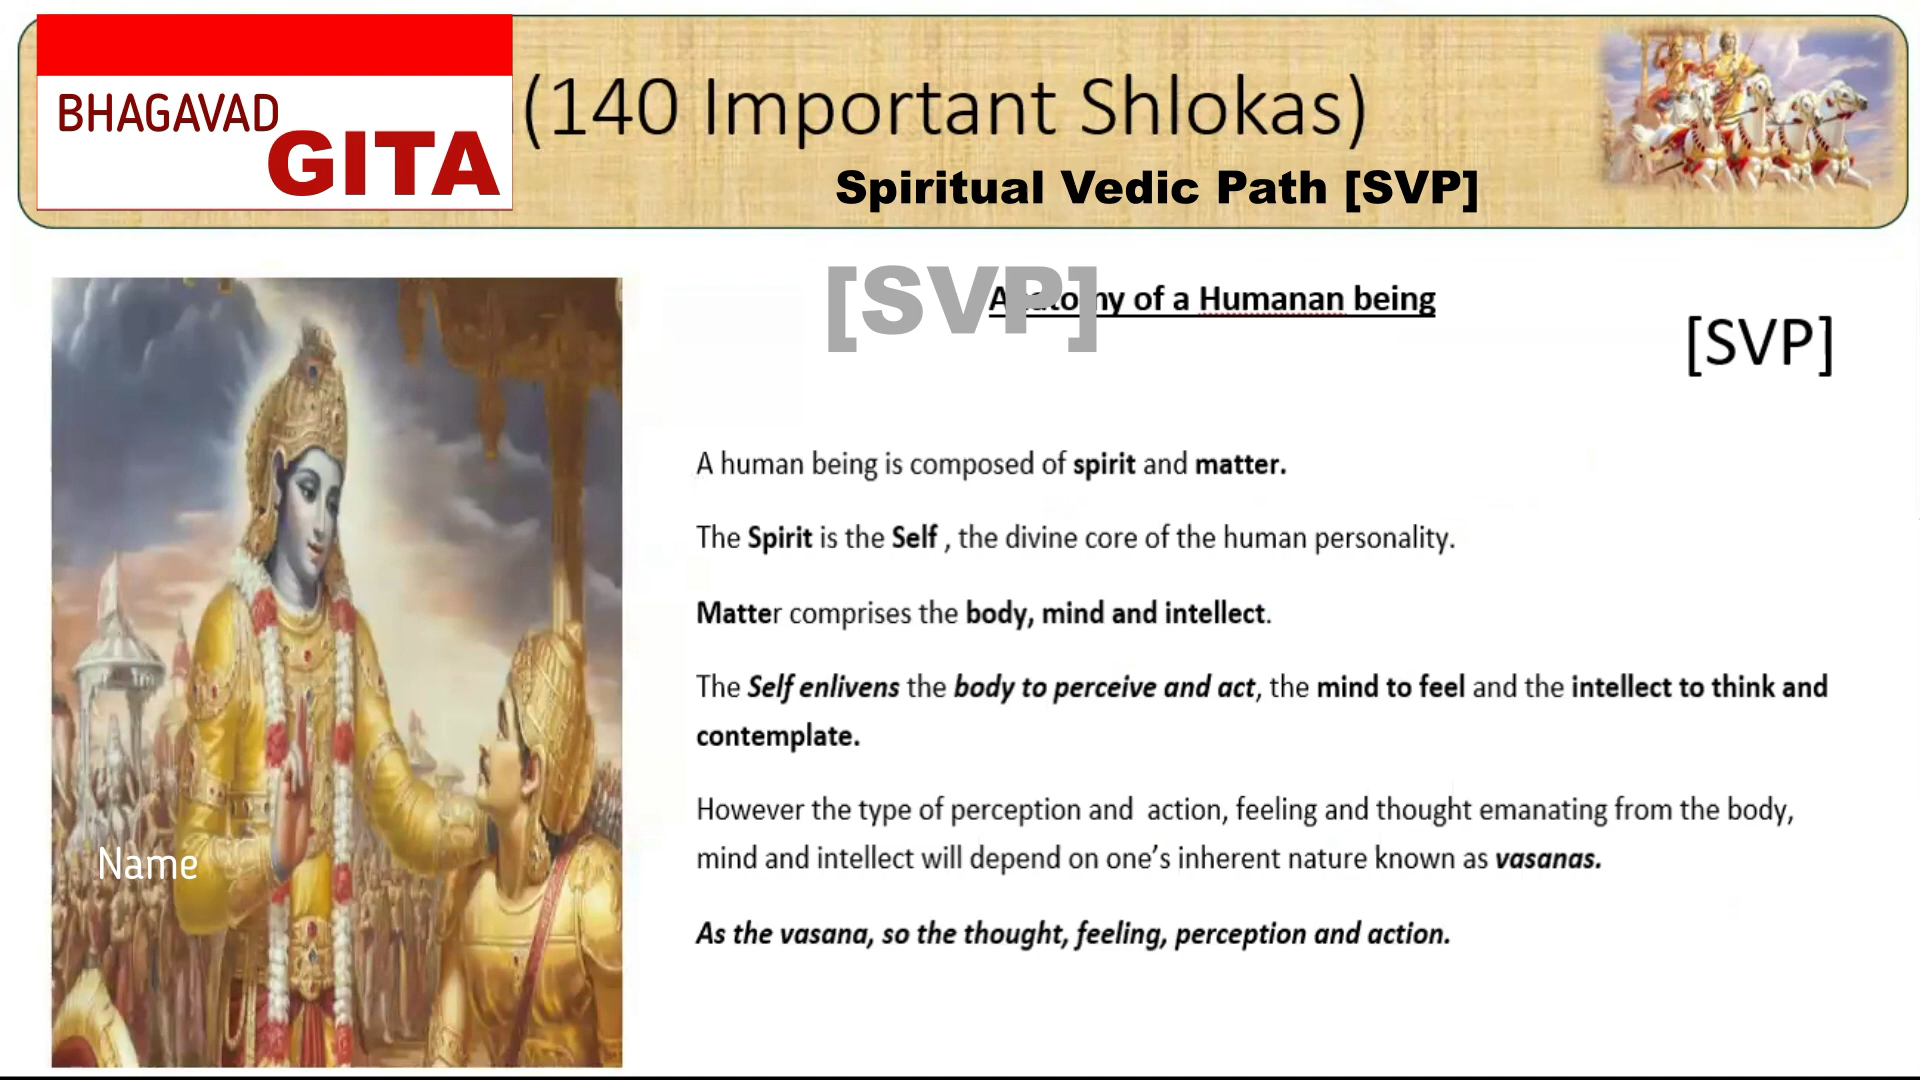 BHAGAVAD
GITA
(140 Important Shlokas)
Spiritual Vedic Path [SVP]
[SVP]
of a Humanan being
[SVP]
A human being is composed of spirit and matter.
The Spirit is the Self , the divine core of the human personality.
Matter comprises the body, mind and intellect.
The Self enlivens the body to perceive and act, the mind to feel and the intellect to think and
contemplate.
However the type of perception and action, feeling and thought emanating from the body,
mind and intellect will depend on one’s inherent nature known as vasanas.
As the vasana, so the thought, feeling, perception and action.
Name